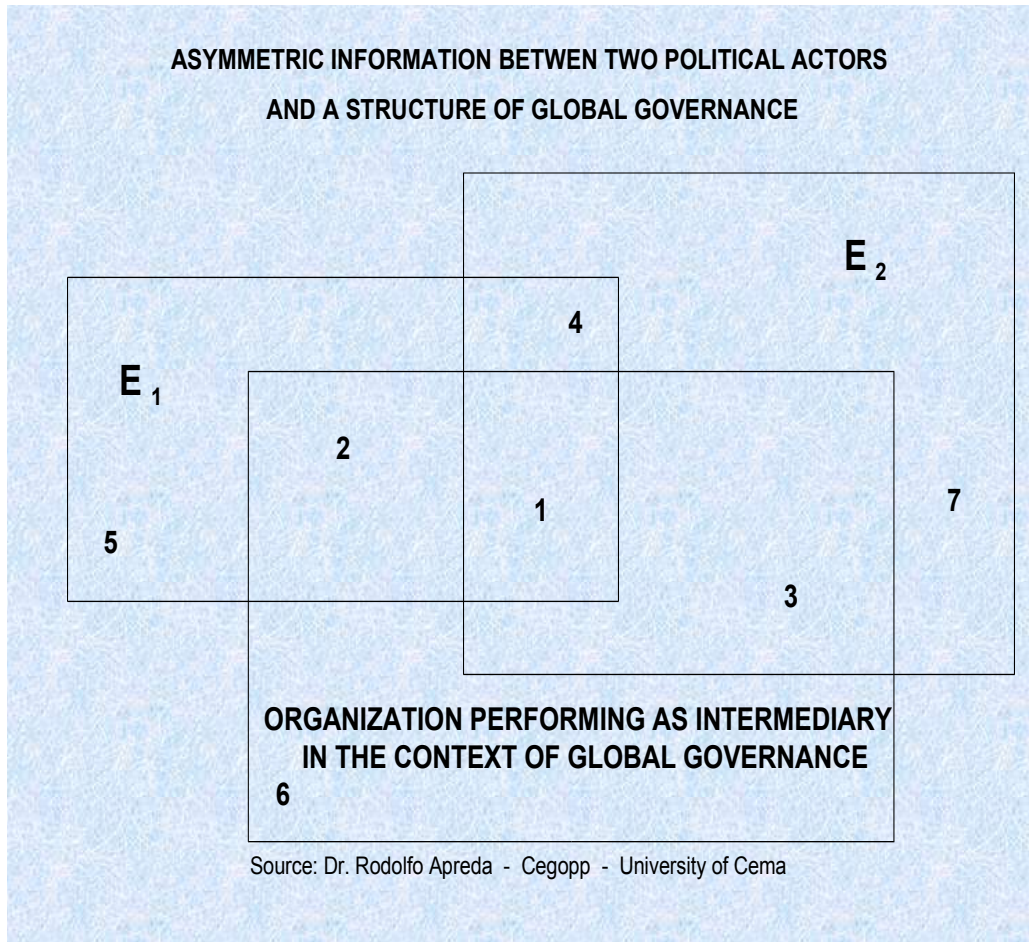 ASYMMETRIC INFORMATION BETWEN TWO POLITICAL ACTORS
AND A STRUCTURE OF GLOBAL GOVERNANCE
E 2
4
E 1
2
1
7
5
3
ORGANIZATION PERFORMING AS INTERMEDIARY
IN THE CONTEXT OF GLOBAL GOVERNANCE
6
Source: Dr. Rodolfo Apreda - Cegopp - University of Cema